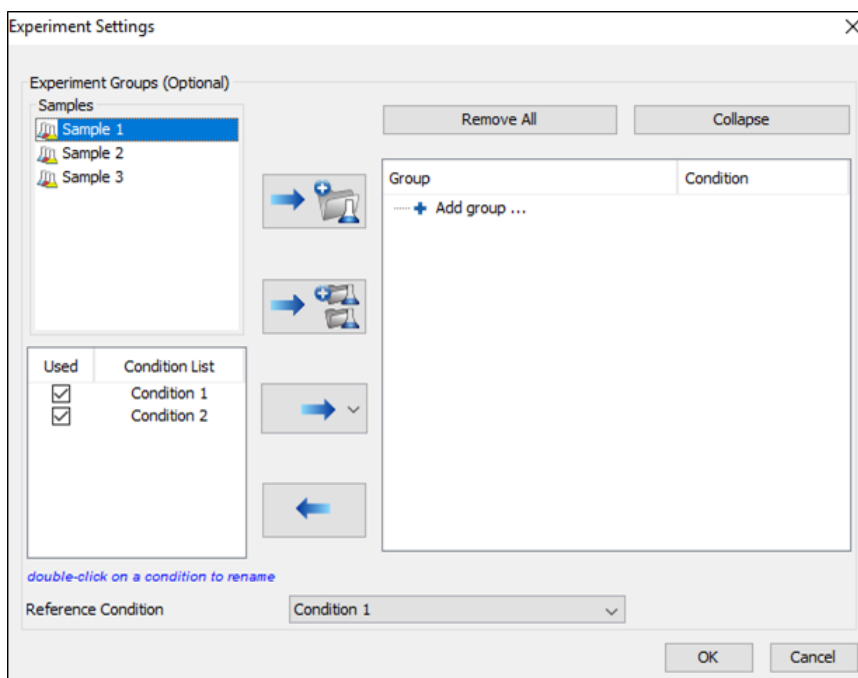 Experiment Settings
Experiment Groups (Optional)
Samples
Sample 1
Sample 2
Sample 3
Remove All
Collapse
Group
Condition
Add group ...
Used
Condition List
Condition 1
Condition 2
double-click on a condition to rename
Reference Condition
Condition 1
OK
Cancel